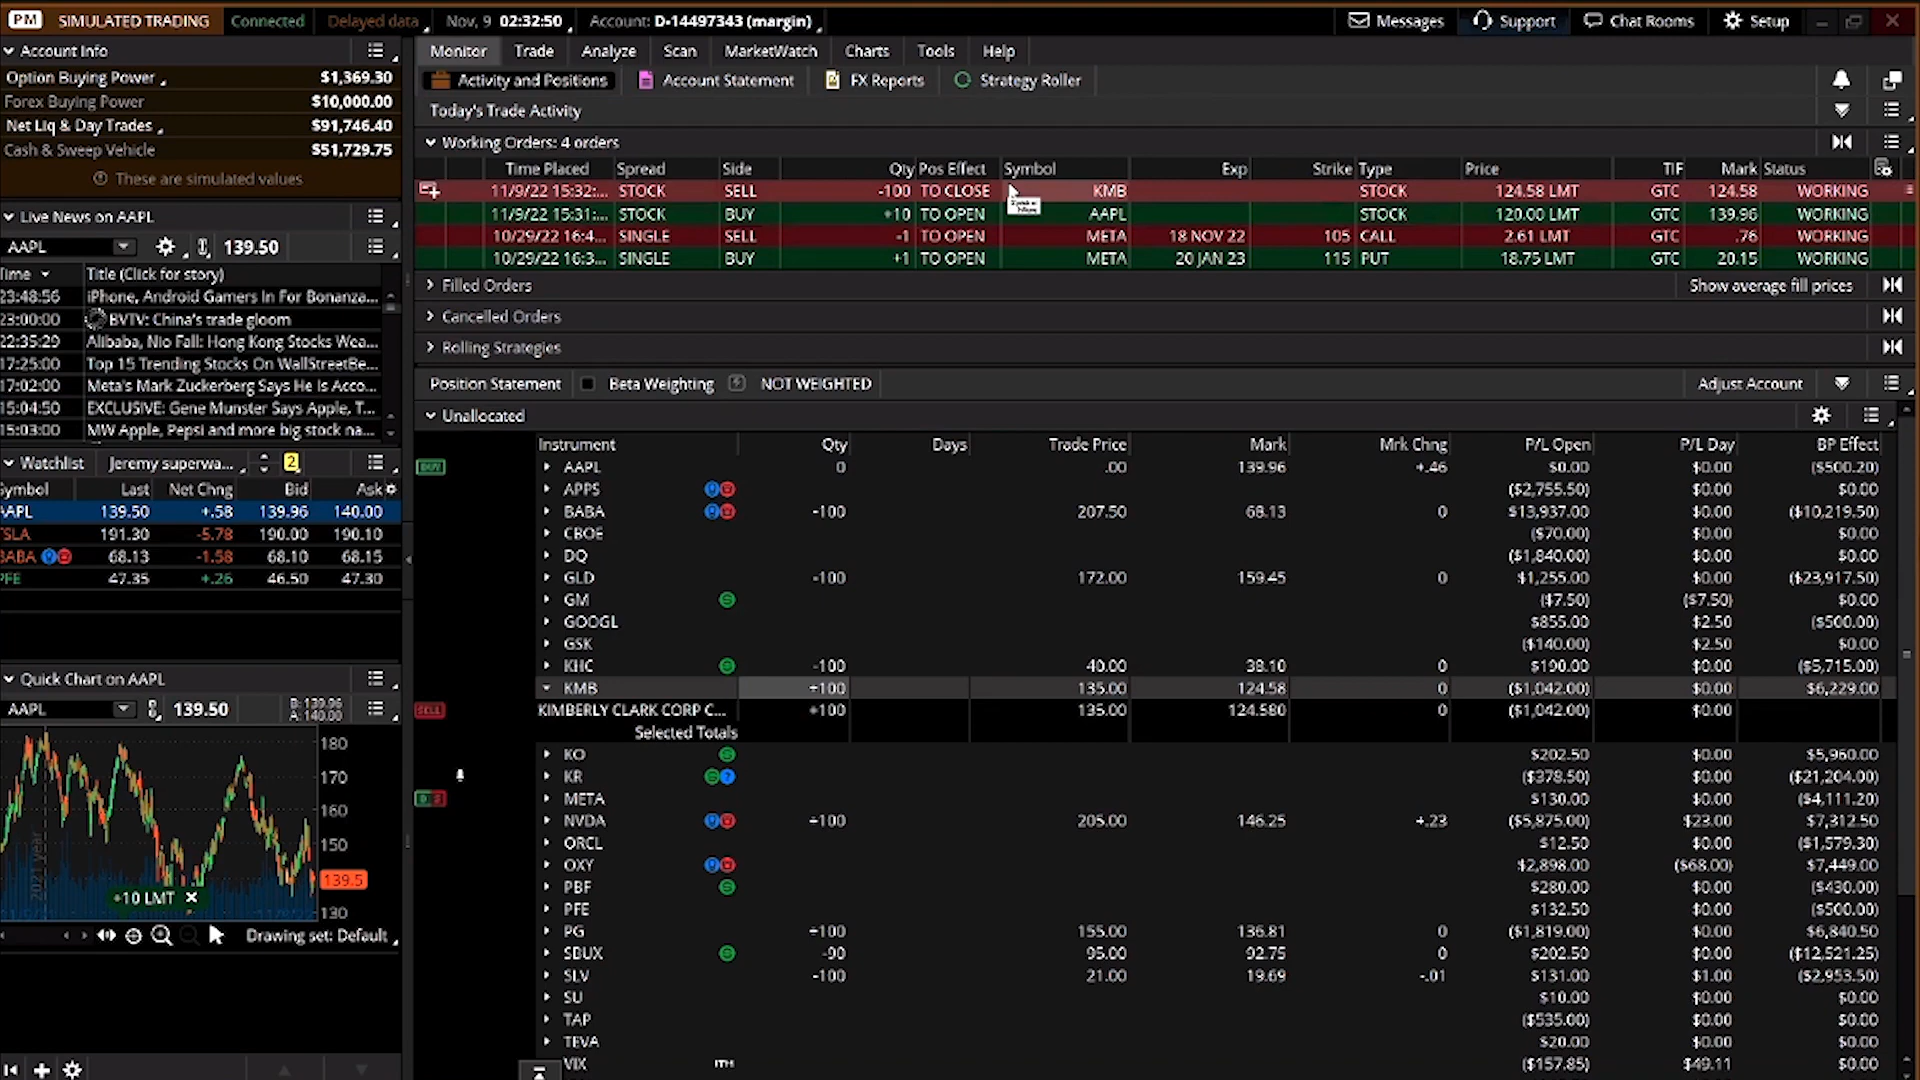 PM SIMULATED TRADING Connected Delayed data Nov, 9 02:32:50 Account: D-14497343 (margin) Messages Support Chat Rooms Setup
Account Info
Option Buying Power $1,369.30
Forex Buying Power $10,000.00
Net Liq & Day Trades $91,746.40
Cash & Sweep Vehicle $51,729.75
These are simulated values
Live News on AAPL
AAPL 139.50
Time Title (Click for story)
23:48:56 iPhone, Android Gamers In For Bonanza...
23:00:00 BVTV: China's trade gloom
22:35:29 Alibaba, Nio Fall: Hong Kong Stocks Wea...
17:25:00 Top 15 Trending Stocks On WallStreetBe...
17:02:00 Meta's Mark Zuckerberg Says He Is Acco...
15:04:50 EXCLUSIVE: Gene Munster Says Apple, T...
15:03:00 MW Apple, Pepsi and more big stock na...
Watchlist Jeremy superwa... 2
Symbol Last Net Chng Bid Ask
AAPL 139.50 +.58 139.96 140.00
TSLA 191.30 -5.78 190.00 190.10
BABA 68.13 -1.58 68.10 68.15
PFE 47.35 +.26 46.50 47.30
Quick Chart on AAPL
AAPL 139.50 B: 139.96 A: 140.00
180
170
160
150
139.5
130
2021 year
+10 LMT
Drawing set: Default
Monitor Trade Analyze Scan MarketWatch Charts Tools Help
Activity and Positions Account Statement FX Reports Strategy Roller
Today's Trade Activity
Working Orders: 4 orders
Time Placed Spread Side Qty Pos Effect Symbol Exp Strike Type Price TIF Mark Status
11/9/22 15:32:... STOCK SELL -100 TO CLOSE KMB STOCK 124.58 LMT GTC 124.58 WORKING
11/9/22 15:31:... STOCK BUY +10 TO OPEN AAPL STOCK 120.00 LMT GTC 139.96 WORKING
10/29/22 16:4... SINGLE SELL -1 TO OPEN META 18 NOV 22 105 CALL 2.61 LMT GTC .76 WORKING
10/29/22 16:3... SINGLE BUY +1 TO OPEN META 20 JAN 23 115 PUT 18.75 LMT GTC 20.15 WORKING
Filled Orders Show average fill prices
Cancelled Orders
Rolling Strategies
Position Statement Beta Weighting NOT WEIGHTED Adjust Account
Unallocated
Instrument Qty Days Trade Price Mark Mrk Chng P/L Open P/L Day BP Effect
BUY AAPL 0 .00 139.96 +.46 $0.00 $0.00 ($500.20)
APPS ($2,755.50) $0.00 $0.00
BABA -100 207.50 68.13 0 $13,937.00 $0.00 ($10,219.50)
CBOE ($70.00) $0.00 $0.00
DQ ($1,840.00) $0.00 $0.00
GLD -100 172.00 159.45 0 $1,255.00 $0.00 ($23,917.50)
GM ($7.50) ($7.50) $0.00
GOOGL $855.00 $2.50 ($500.00)
GSK ($140.00) $2.50 $0.00
KHC -100 40.00 38.10 0 $190.00 $0.00 ($5,715.00)
KMB +100 135.00 124.58 0 ($1,042.00) $0.00 $6,229.00
SELL KIMBERLY CLARK CORP C... +100 135.00 124.580 0 ($1,042.00) $0.00
Selected Totals
KO $202.50 $0.00 $5,960.00
KR ($378.50) $0.00 ($21,204.00)
META $130.00 $0.00 ($4,111.20)
NVDA +100 205.00 146.25 +.23 ($5,875.00) $23.00 $7,312.50
ORCL $12.50 $0.00 ($1,579.30)
OXY $2,898.00 ($68.00) $7,449.00
PBF $280.00 $0.00 ($430.00)
PFE $132.50 $0.00 ($500.00)
PG +100 155.00 136.81 0 ($1,819.00) $0.00 $6,840.50
SBUX -90 95.00 92.75 0 $202.50 $0.00 ($12,521.25)
SLV -100 21.00 19.69 -.01 $131.00 $1.00 ($2,953.50)
SU $10.00 $0.00 $0.00
TAP ($535.00) $0.00 $0.00
TEVA $20.00 $0.00 $0.00
VIX ($157.85) $49.11 $0.00